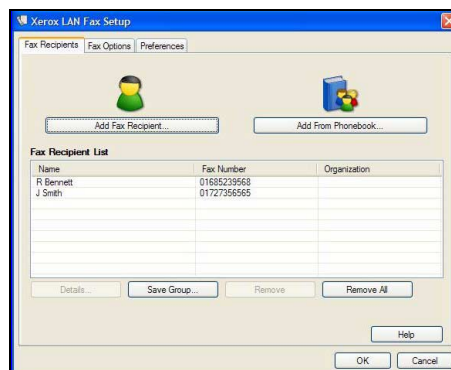 Xerox LAN Fax Setup
Fax Recipients Fax Options Preferences
Add Fax Recipient... Add From Phonebook...
Fax Recipient List
Name Fax Number Organization
R Bennett 01685239568
J Smith 01727356565
Details... Save Group... Remove Remove All
Help
OK Cancel